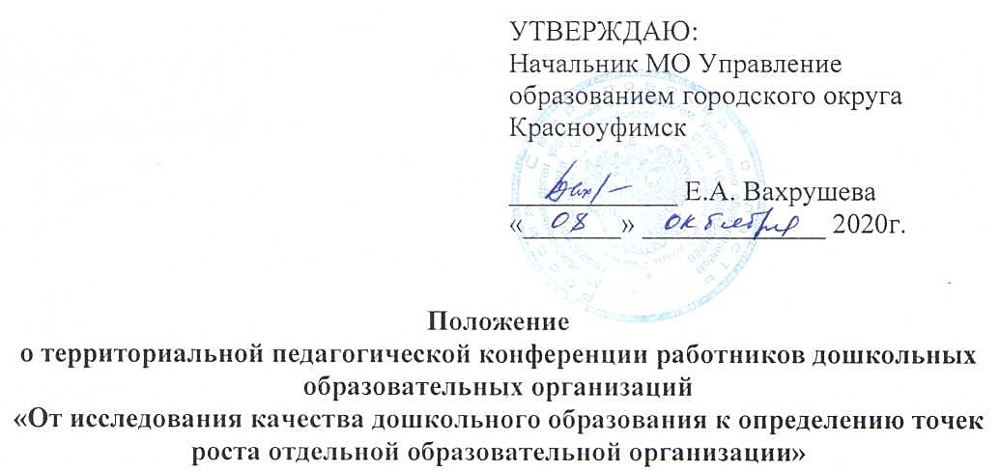 УТВЕРЖДАЮ:
Начальник МО Управление
образованием городского округа
Красноуфимск
____________ Е.А. Вахрушева
«08» октября 2020г.
Положение
о территориальной педагогической конференции работников дошкольных
образовательных организаций
«От исследования качества дошкольного образования к определению точек
роста отдельной образовательной организации»